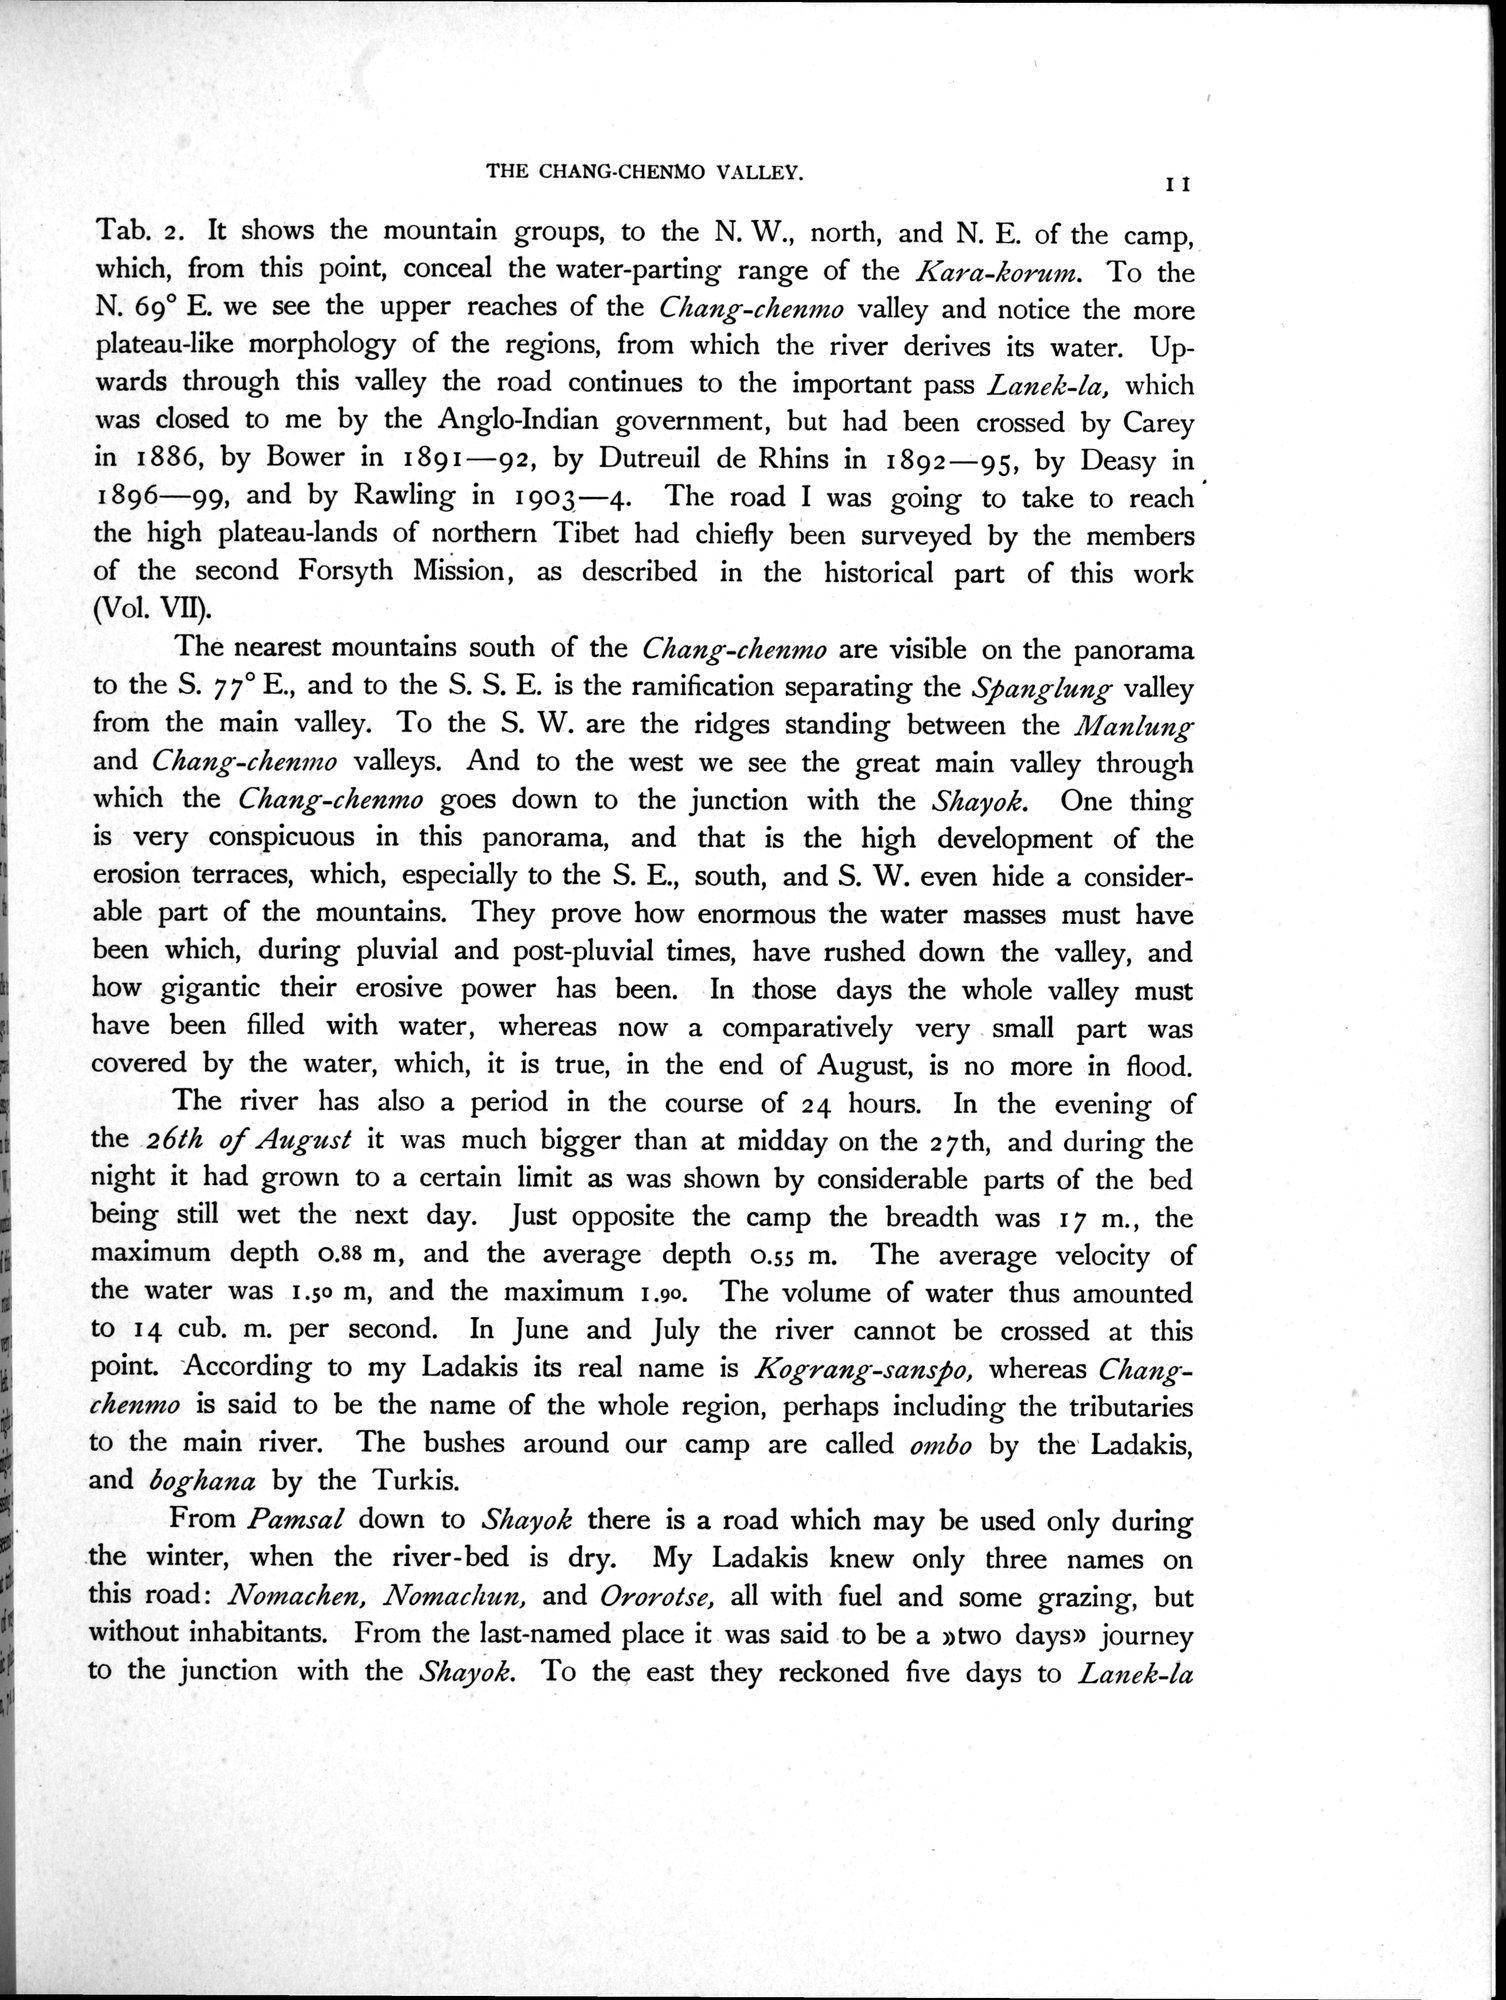 THE CHANG-CHENMO VALLEY.
11
Tab. 2. It shows the mountain groups, to the N. W., north, and N. E. of the camp,
which, from this point, conceal the water-parting range of the Kara-korum. To the
N. 69° E. we see the upper reaches of the Chang-chenmo valley and notice the more
plateau-like morphology of the regions, from which the river derives its water. Up-
wards through this valley the road continues to the important pass Lanek-la, which
was closed to me by the Anglo-Indian government, but had been crossed by Carey
in 1886, by Bower in 1891—92, by Dutreuil de Rhins in 1892—95, by Deasy in
1896—99, and by Rawling in 1903—4. The road I was going to take to reach
the high plateau-lands of northern Tibet had chiefly been surveyed by the members
of the second Forsyth Mission, as described in the historical part of this work
(Vol. VII).
The nearest mountains south of the Chang-chenmo are visible on the panorama
to the S. 77° E., and to the S. S. E. is the ramification separating the Spanglung valley
from the main valley. To the S. W. are the ridges standing between the Manlung
and Chang-chenmo valleys. And to the west we see the great main valley through
which the Chang-chenmo goes down to the junction with the Shayok. One thing
is very conspicuous in this panorama, and that is the high development of the
erosion terraces, which, especially to the S. E., south, and S. W. even hide a consider-
able part of the mountains. They prove how enormous the water masses must have
been which, during pluvial and post-pluvial times, have rushed down the valley, and
how gigantic their erosive power has been. In those days the whole valley must
have been filled with water, whereas now a comparatively very small part was
covered by the water, which, it is true, in the end of August, is no more in flood.
The river has also a period in the course of 24 hours. In the evening of
the 26th of August it was much bigger than at midday on the 27th, and during the
night it had grown to a certain limit as was shown by considerable parts of the bed
being still wet the next day. Just opposite the camp the breadth was 17 m., the
maximum depth 0.88 m, and the average depth 0.55 m. The average velocity of
the water was 1.50 m, and the maximum 1.90. The volume of water thus amounted
to 14 cub. m. per second. In June and July the river cannot be crossed at this
point. According to my Ladakis its real name is Kograng-sanspo, whereas Chang-
chenmo is said to be the name of the whole region, perhaps including the tributaries
to the main river. The bushes around our camp are called ombo by the Ladakis,
and boghana by the Turkis.
From Pamsal down to Shayok there is a road which may be used only during
the winter, when the river-bed is dry. My Ladakis knew only three names on
this road: Nomachen, Nomachun, and Ororotse, all with fuel and some grazing, but
without inhabitants. From the last-named place it was said to be a »two days» journey
to the junction with the Shayok. To the east they reckoned five days to Lanek-la